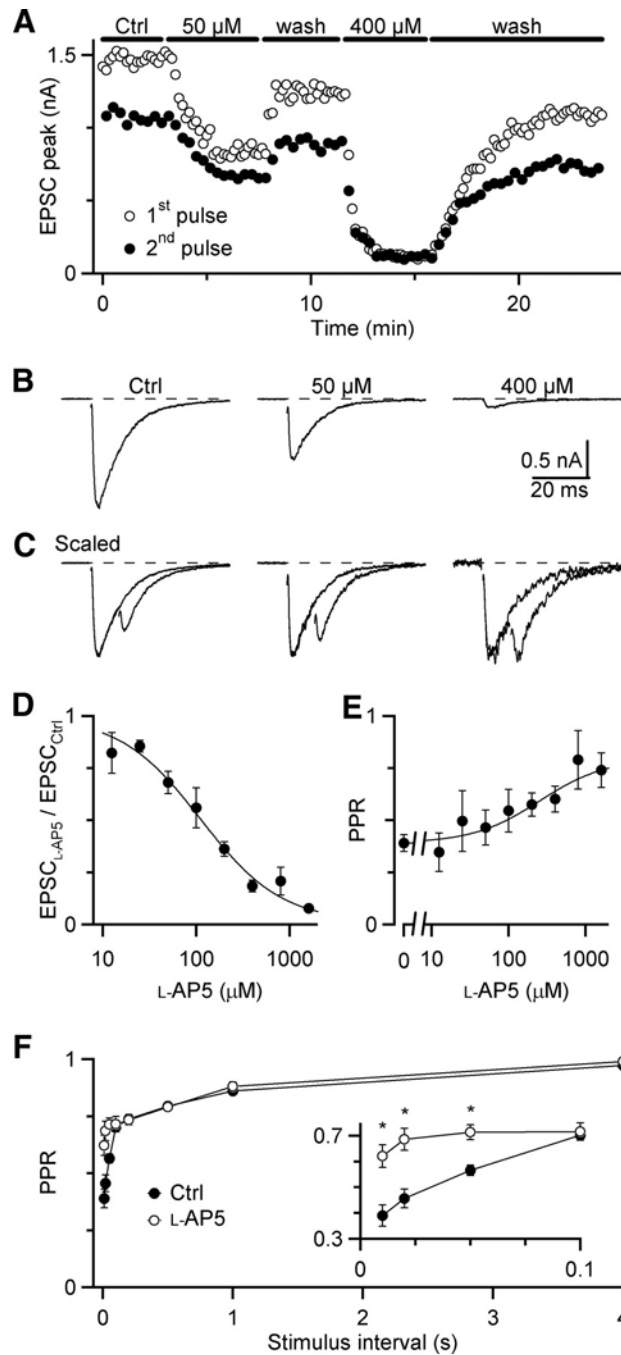 A
Ctrl 50 µM wash 400 µM wash
1.5
EPSC peak (nA)
1st pulse
2nd pulse
0
0 10 20
Time (min)
B
Ctrl 50 µM 400 µM
0.5 nA
20 ms
C
Scaled
D
1
EPSC L-AP5 / EPSC Ctrl
0
10 100 1000
L-AP5 (µM)
E
1
PPR
0
0 10 100 1000
L-AP5 (µM)
F
1
PPR
Ctrl
L-AP5
0
0 1 2 3 4
Stimulus interval (s)
* * *
0.7
0.3
0 0.1